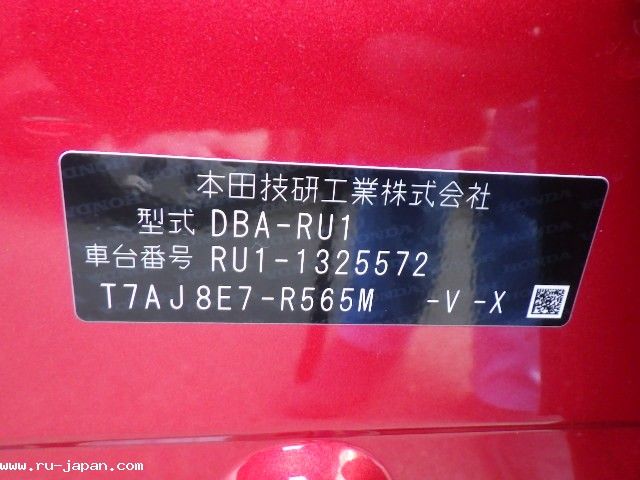 本田技研工業株式会社
型式 DBA-RU1
車台番号 RU1-1325572
T7AJ8E7-R565M -V -X
www.ru-japan.com